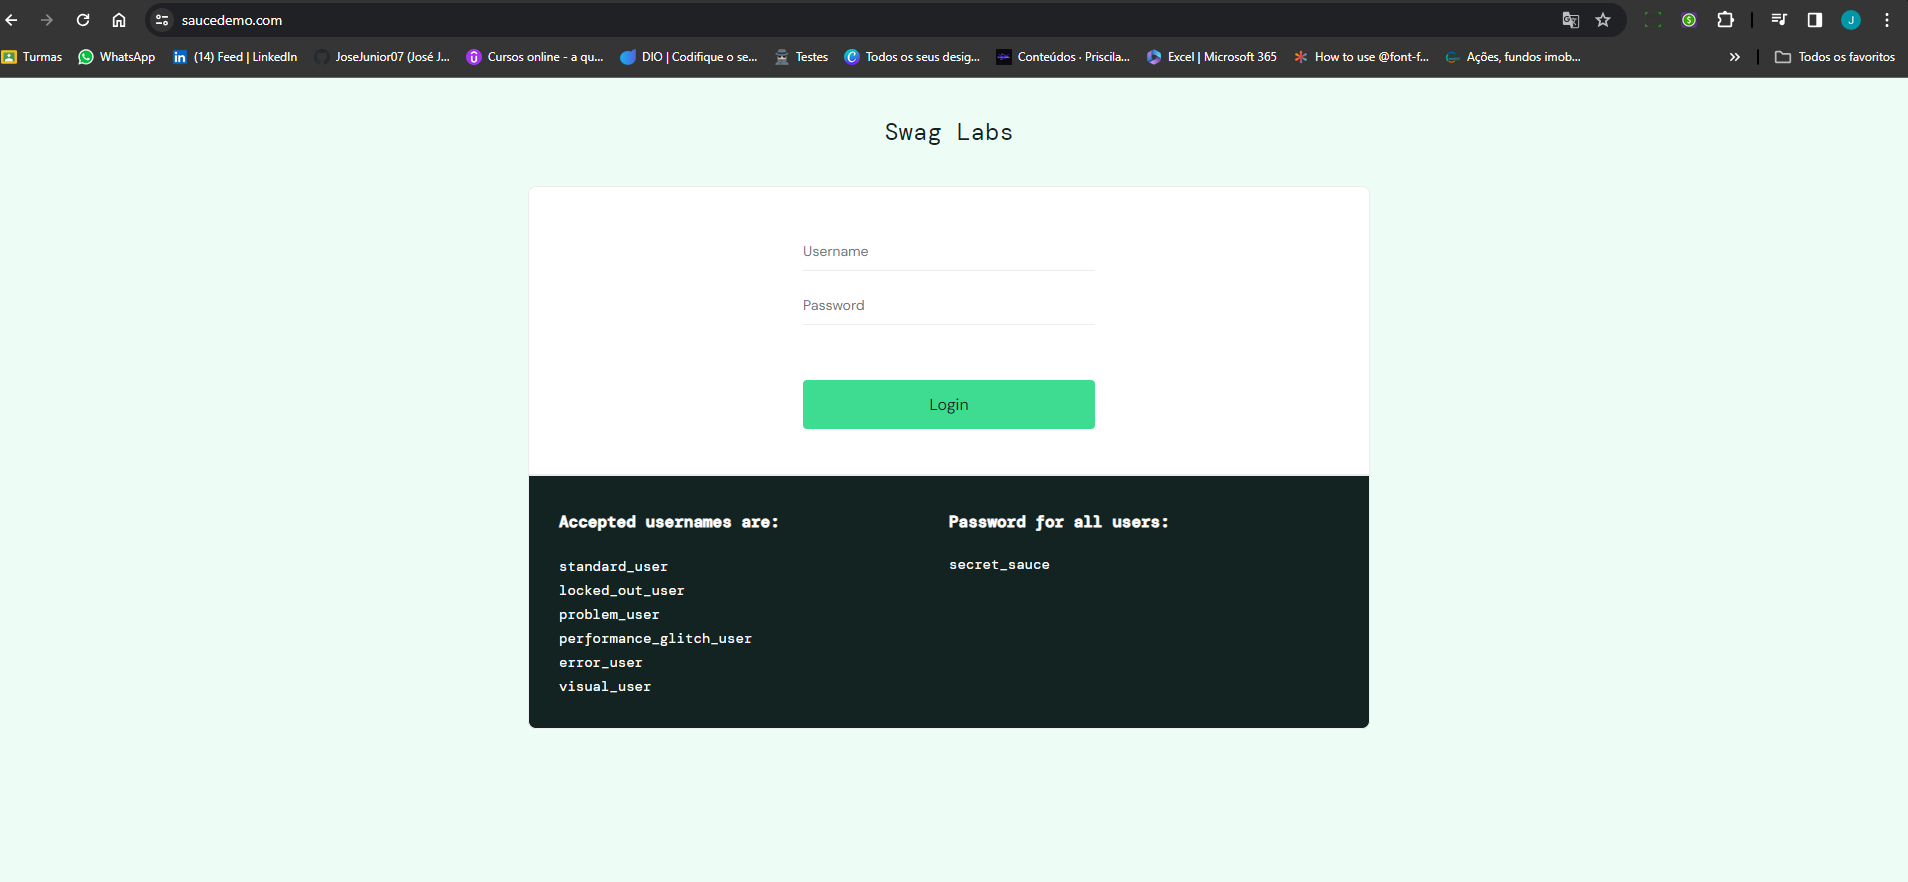 saucedemo.com
Turmas WhatsApp (14) Feed | LinkedIn JoseJunior07 (José J... Cursos online - a qu... DIO | Codifique o se... Testes Todos os seus desig... Conteúdos · Priscila... Excel | Microsoft 365 How to use @font-f... Ações, fundos imob... Todos os favoritos
Swag Labs
Username
Password
Login
Accepted usernames are:
standard_user
locked_out_user
problem_user
performance_glitch_user
error_user
visual_user
Password for all users:
secret_sauce